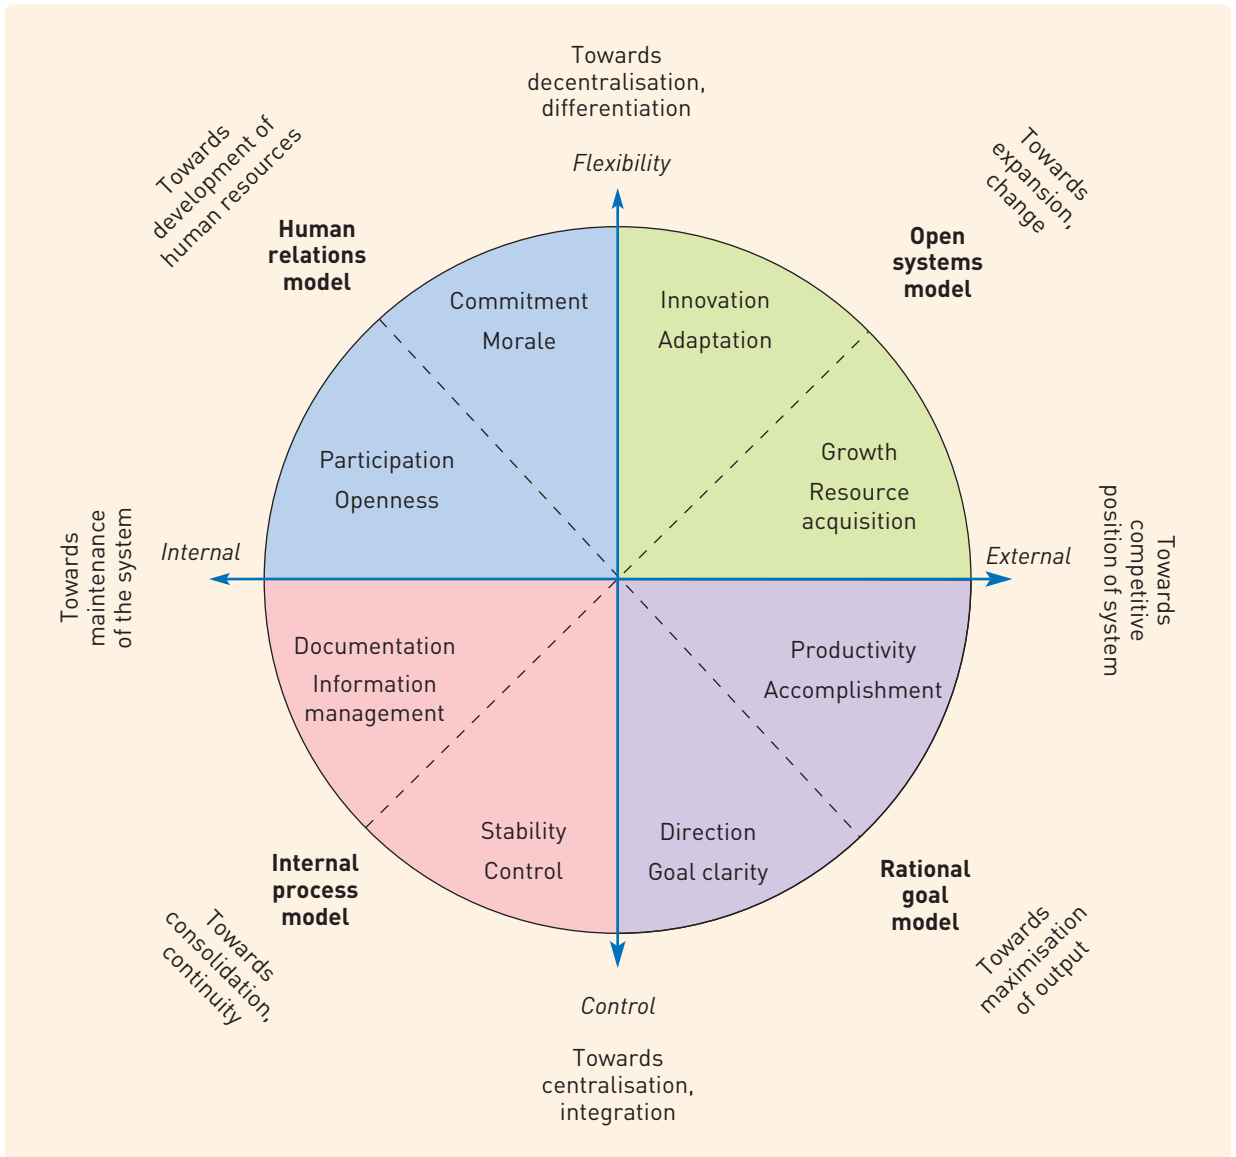 Towards
decentralisation,
differentiation
Flexibility
Towards
development of
human resources
Human
relations
model
Towards
expansion,
change
Open
systems
model
Commitment
Morale
Innovation
Adaptation
Participation
Openness
Growth
Resource
acquisition
Towards
maintenance
of the system
Internal
External
Towards
competitive
position of system
Documentation
Information
management
Productivity
Accomplishment
Stability
Control
Direction
Goal clarity
Internal
process
model
Towards
consolidation,
continuity
Rational
goal
model
Towards
maximisation
of output
Control
Towards
centralisation,
integration